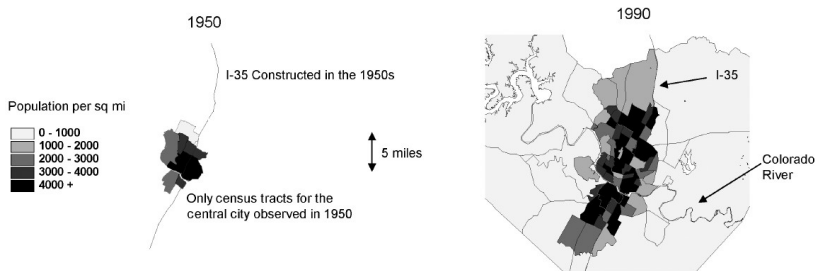 1950
I-35 Constructed in the 1950s
Population per sq mi
0 - 1000
1000 - 2000
2000 - 3000
3000 - 4000
4000 +
5 miles
Only census tracts for the
central city observed in 1950
1990
I-35
Colorado
River